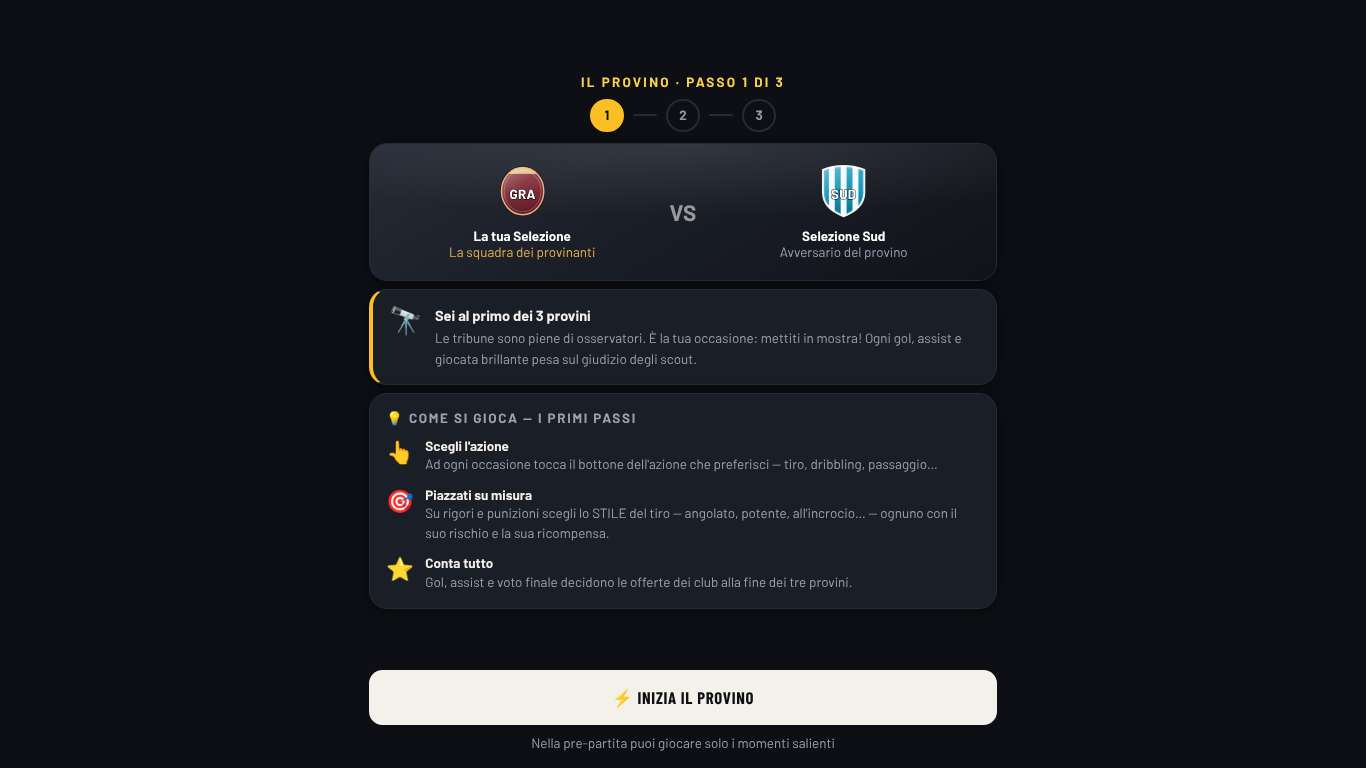 IL PROVINO · PASSO 1 DI 3
1 2 3
GRA
VS
SUD
La tua Selezione
La squadra dei provinanti
Selezione Sud
Avversario del provino
Sei al primo dei 3 provini
Le tribune sono piene di osservatori. È la tua occasione: mettiti in mostra! Ogni gol, assist e
giocata brillante pesa sul giudizio degli scout.
COME SI GIOCA — I PRIMI PASSI
Scegli l'azione
Ad ogni occasione tocca il bottone dell'azione che preferisci — tiro, dribbling, passaggio...
Piazzati su misura
Su rigori e punizioni scegli lo STILE del tiro — angolato, potente, all'incrocio... — ognuno con il
suo rischio e la sua ricompensa.
Conta tutto
Gol, assist e voto finale decidono le offerte dei club alla fine dei tre provini.
⚡ INIZIA IL PROVINO
Nella pre-partita puoi giocare solo i momenti salienti